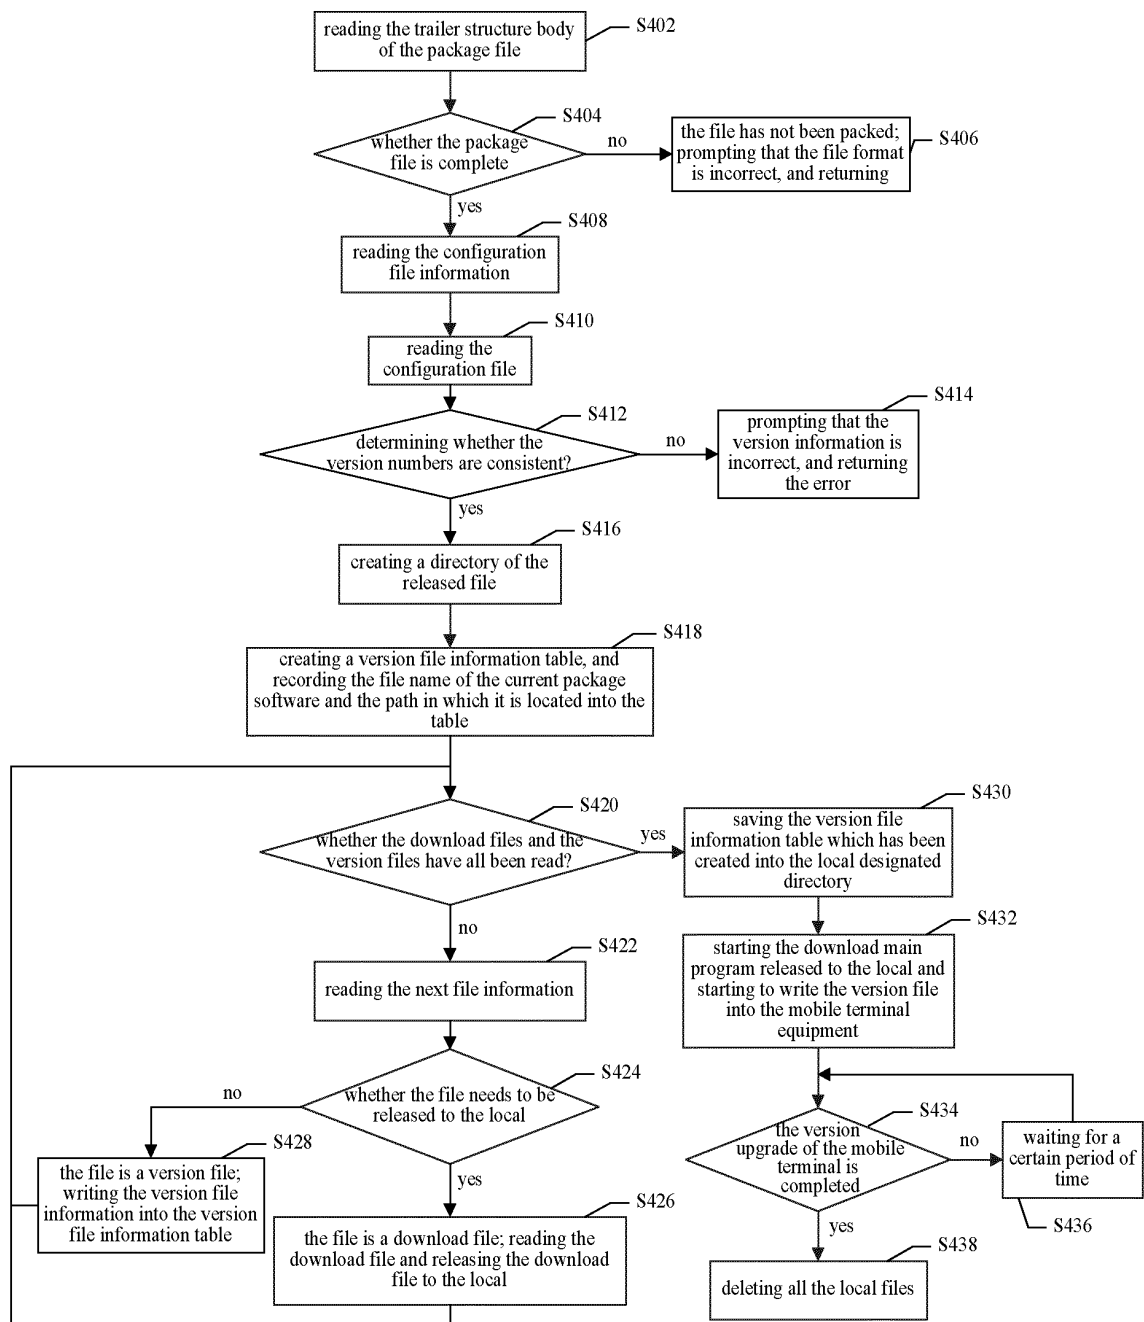 reading the trailer structure body
of the package file
S402
whether the package
file is complete
S404
no
the file has not been packed;
prompting that the file format
is incorrect, and returning
S406
yes
reading the configuration
file information
S408
reading the
configuration file
S410
determining whether the
version numbers are consistent?
S412
no
prompting that the
version information is
incorrect, and returning
the error
S414
yes
creating a directory of the
released file
S416
creating a version file information table, and
recording the file name of the current package
software and the path in which it is located into the
table
S418
whether the download files and the
version files have all been read?
S420
yes
saving the version file
information table which has been
created into the local designated
directory
S430
no
reading the next file information
S422
starting the download main
program released to the local and
starting to write the version file
into the mobile terminal
equipment
S432
whether the file needs to be
released to the local
S424
no
the file is a version file;
writing the version file
information into the version
file information table
S428
yes
the file is a download file; reading the
download file and releasing the download
file to the local
S426
the version
upgrade of the mobile
terminal is
completed
S434
no
waiting for a
certain period of
time
S436
yes
deleting all the local files
S438